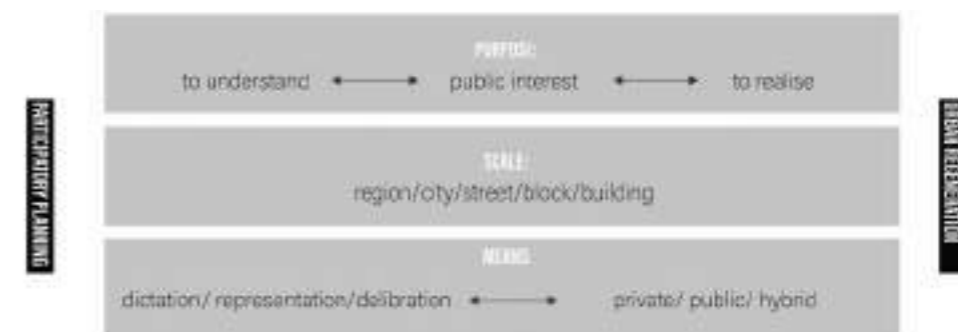 PURPOSE:
to understand public interest to realise
PARTICIPATORY PLANNING
SCALE:
region/city/street/block/building
URBAN REGENERATION
MEANS:
dictation/ representation/delibration private/ public/ hybrid